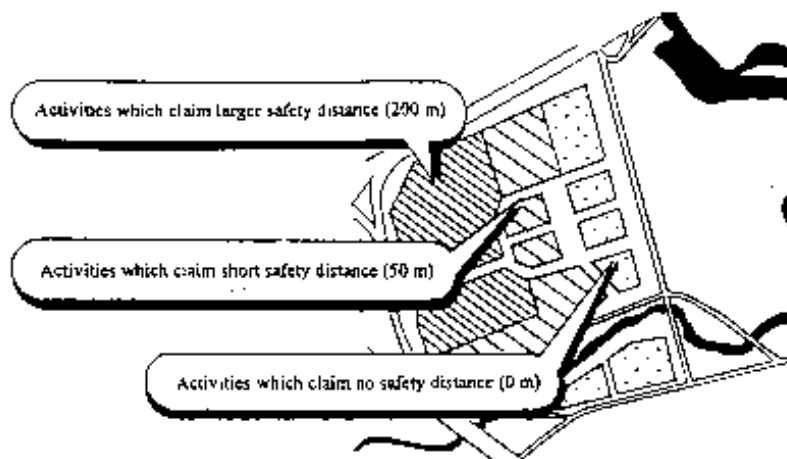 Activities which claim larger safety distance (200 m)
Activities which claim short safety distance (50 m)
Activities which claim no safety distance (0 m)